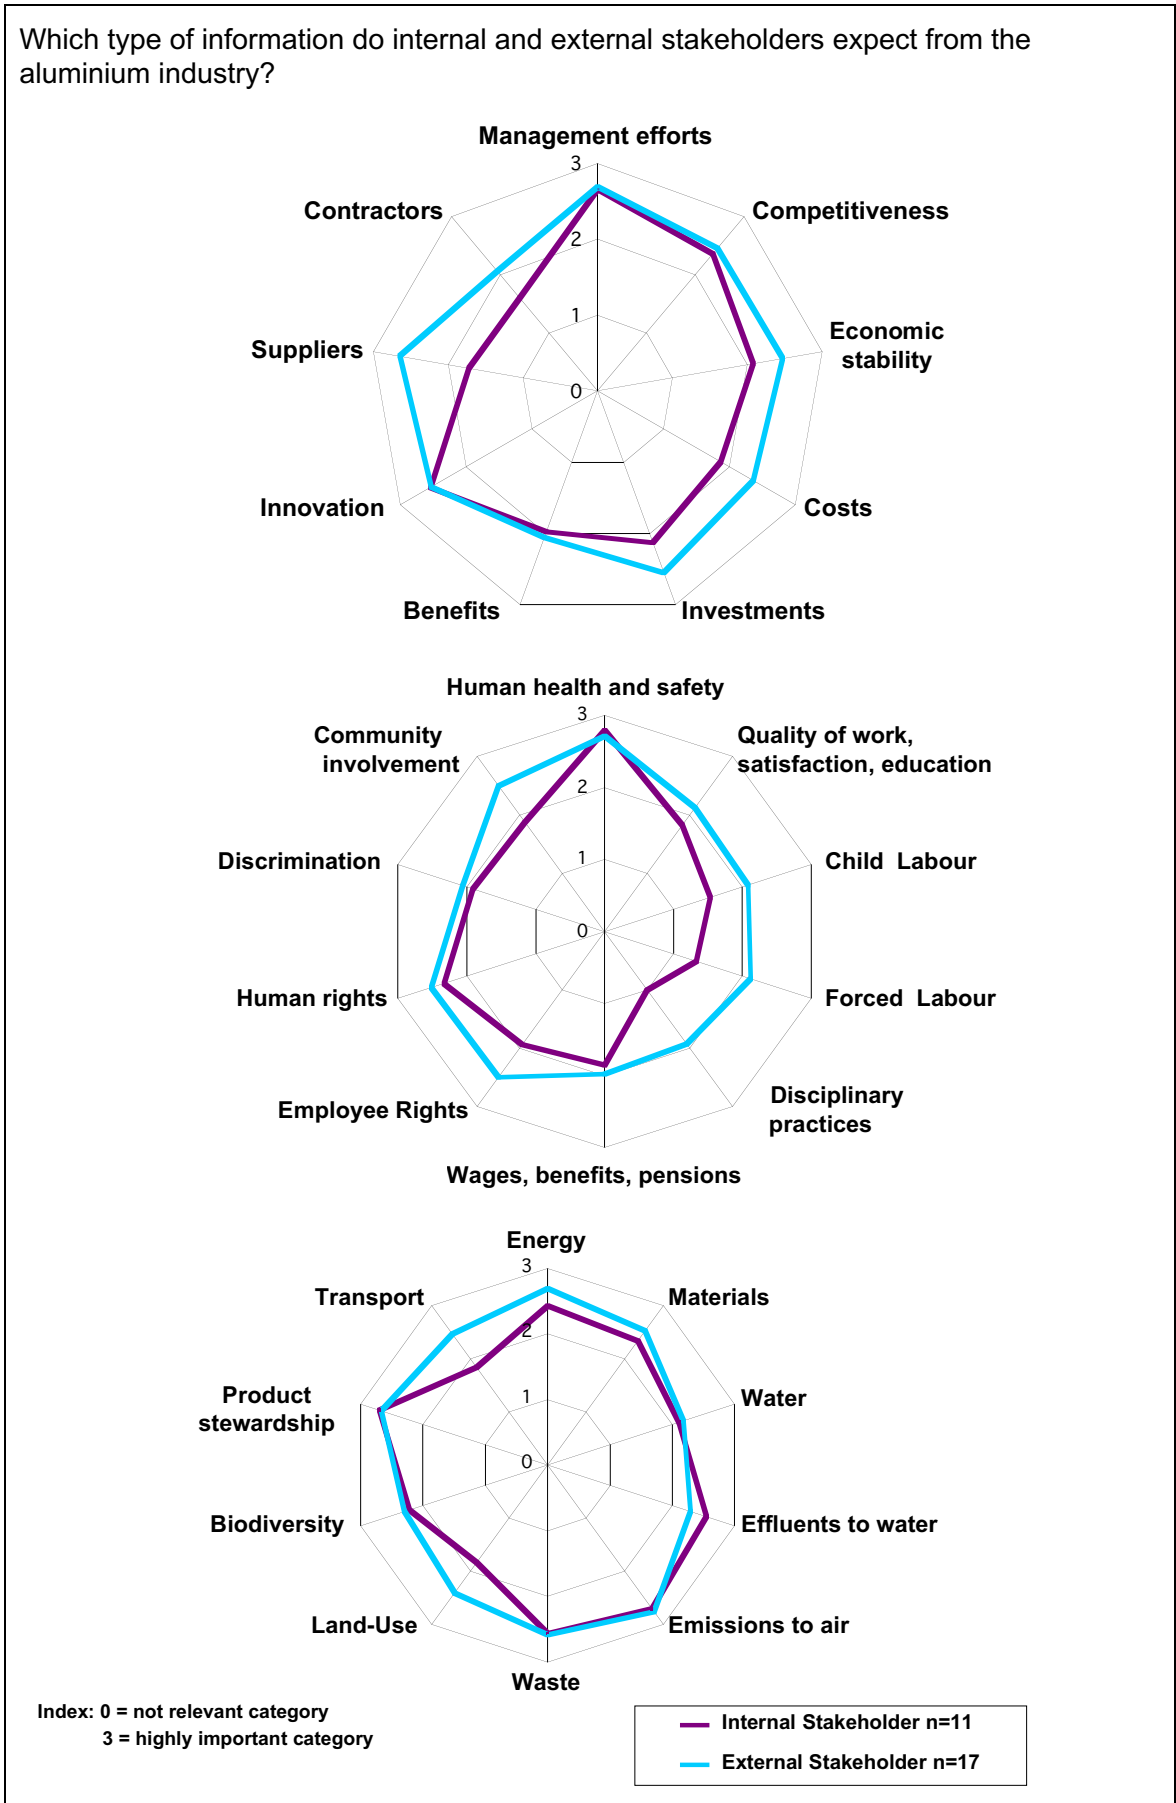 Which type of information do internal and external stakeholders expect from the
aluminium industry?
Management efforts
3
Contractors
Competitiveness
2
Economic
stability
1
Suppliers
0
Innovation
Costs
Benefits
Investments
Human health and safety
3
Community
involvement
Quality of work,
satisfaction, education
2
1
Discrimination
Child  Labour
0
Human rights
Forced  Labour
Employee Rights
Disciplinary
practices
Wages, benefits, pensions
Energy
3
Transport
Materials
2
Product
stewardship
1
Water
0
Biodiversity
Effluents to water
Land-Use
Emissions to air
Waste
Index: 0 = not relevant category
3 = highly important category
Internal Stakeholder n=11
External Stakeholder n=17